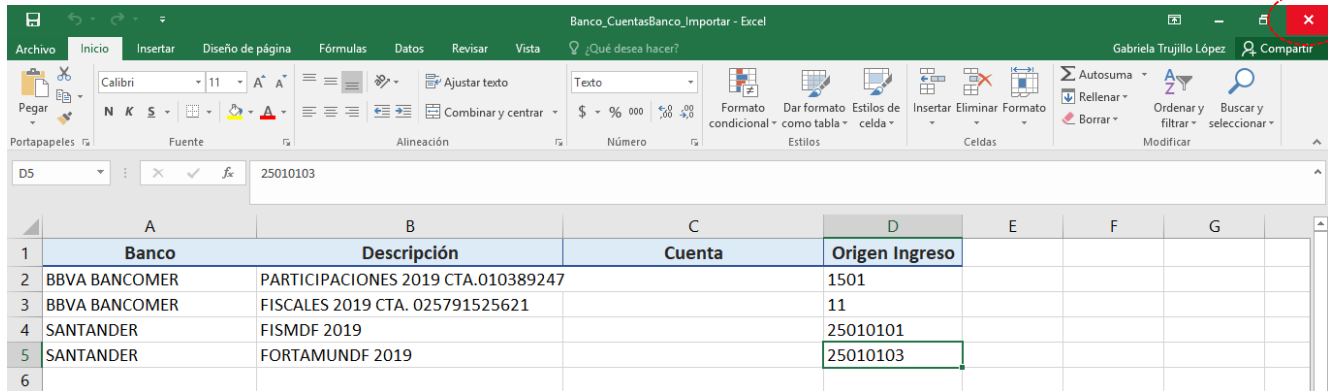 Banco_CuentasBanco_Importar - Excel
Archivo Inicio Insertar Diseño de página Fórmulas Datos Revisar Vista ¿Qué desea hacer? Gabriela Trujillo López Compartir
Pegar
Calibri 11 A A Ajustar texto Texto
N K S A Combinar y centrar $ % 000
Formato condicional Dar formato como tabla Estilos de celda Insertar Eliminar Formato
Autosuma
Rellenar
Borrar
Ordenar y filtrar Buscar y seleccionar
Portapapeles Fuente Alineación Número Estilos Celdas Modificar
D5 fx 25010103
A B C D E F G
1 Banco Descripción Cuenta Origen Ingreso
2 BBVA BANCOMER PARTICIPACIONES 2019 CTA.010389247 1501
3 BBVA BANCOMER FISCALES 2019 CTA. 025791525621 11
4 SANTANDER FISMDF 2019 25010101
5 SANTANDER FORTAMUNDF 2019 25010103
6